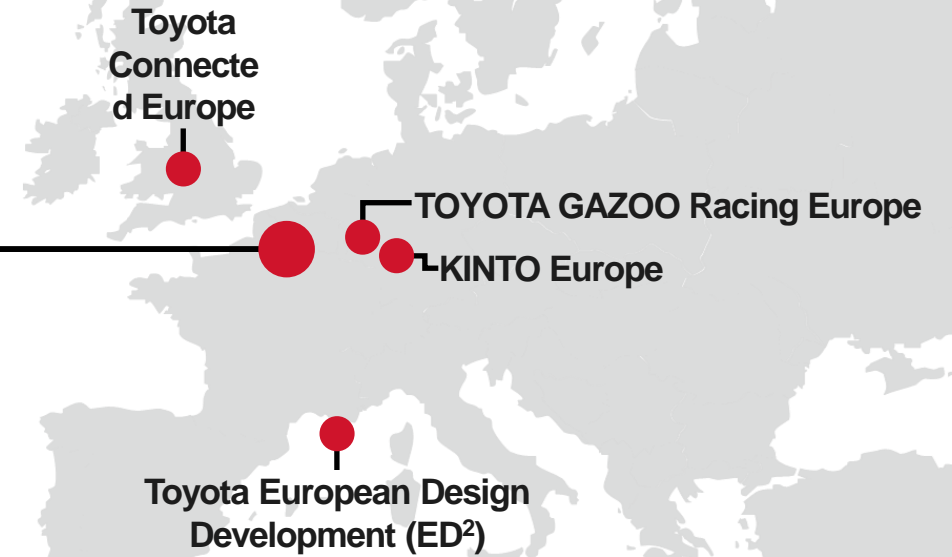 Toyota
Connecte
d Europe
TOYOTA GAZOO Racing Europe
KINTO Europe
Toyota European Design
Development (ED²)